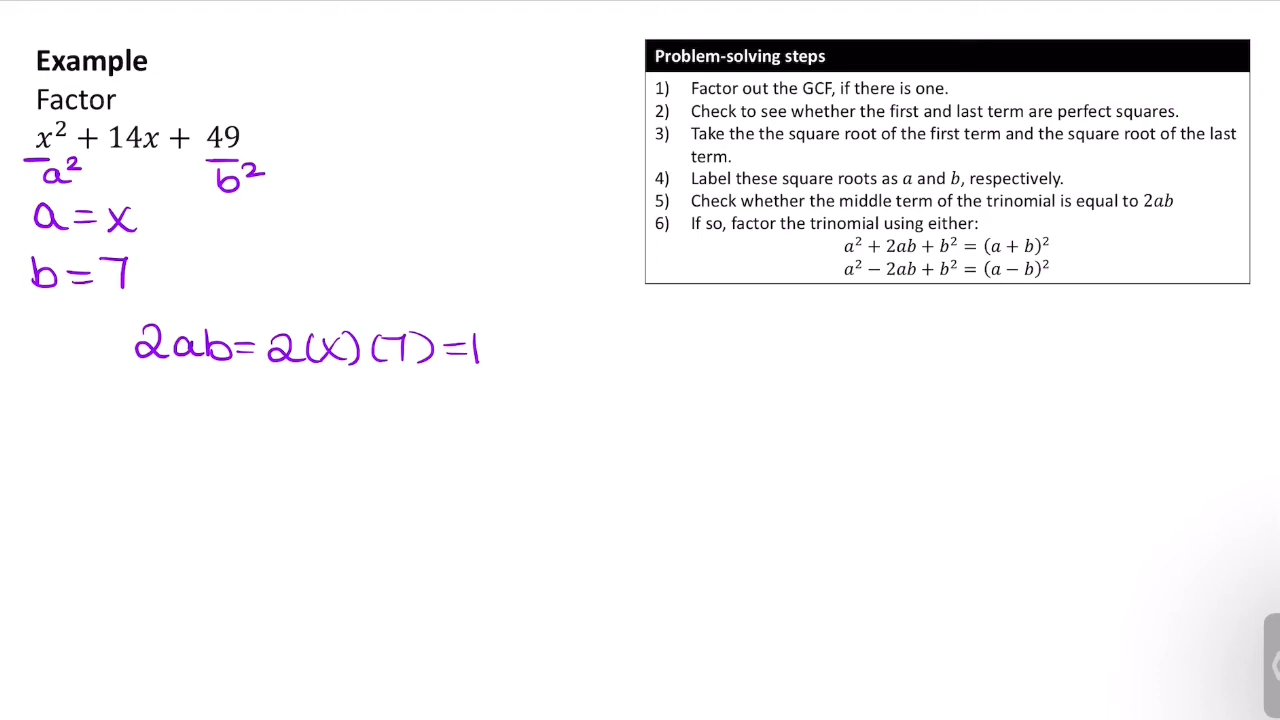 Example
Factor
x² + 14x + 49
a² b²
a = x
b = 7
2ab = 2(x)(7) = 1
Problem-solving steps
1) Factor out the GCF, if there is one.
2) Check to see whether the first and last term are perfect squares.
3) Take the the square root of the first term and the square root of the last
term.
4) Label these square roots as a and b, respectively.
5) Check whether the middle term of the trinomial is equal to 2ab
6) If so, factor the trinomial using either:
a² + 2ab + b² = (a + b)²
a² − 2ab + b² = (a − b)²